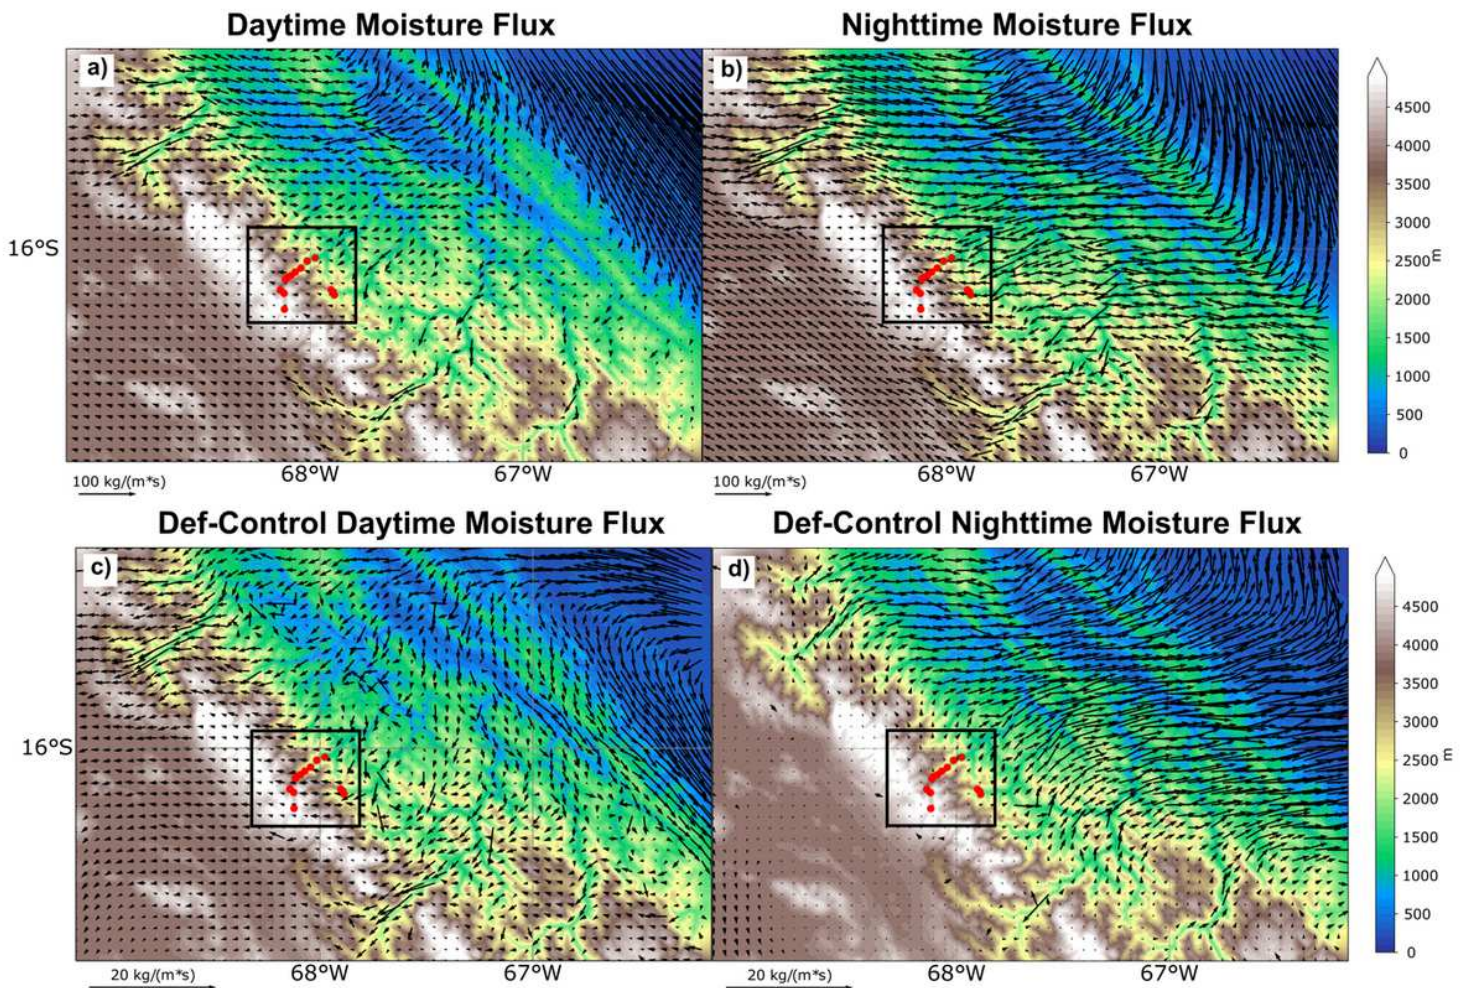 Daytime Moisture Flux
Nighttime Moisture Flux
a)
b)
4500
4000
3500
3000
2500
2000
1500
1000
500
0
m
16°S
68°W
67°W
68°W
67°W
100 kg/(m*s)
100 kg/(m*s)
Def-Control Daytime Moisture Flux
Def-Control Nighttime Moisture Flux
c)
d)
4500
4000
3500
3000
2500
2000
1500
1000
500
0
m
16°S
68°W
67°W
68°W
67°W
20 kg/(m*s)
20 kg/(m*s)